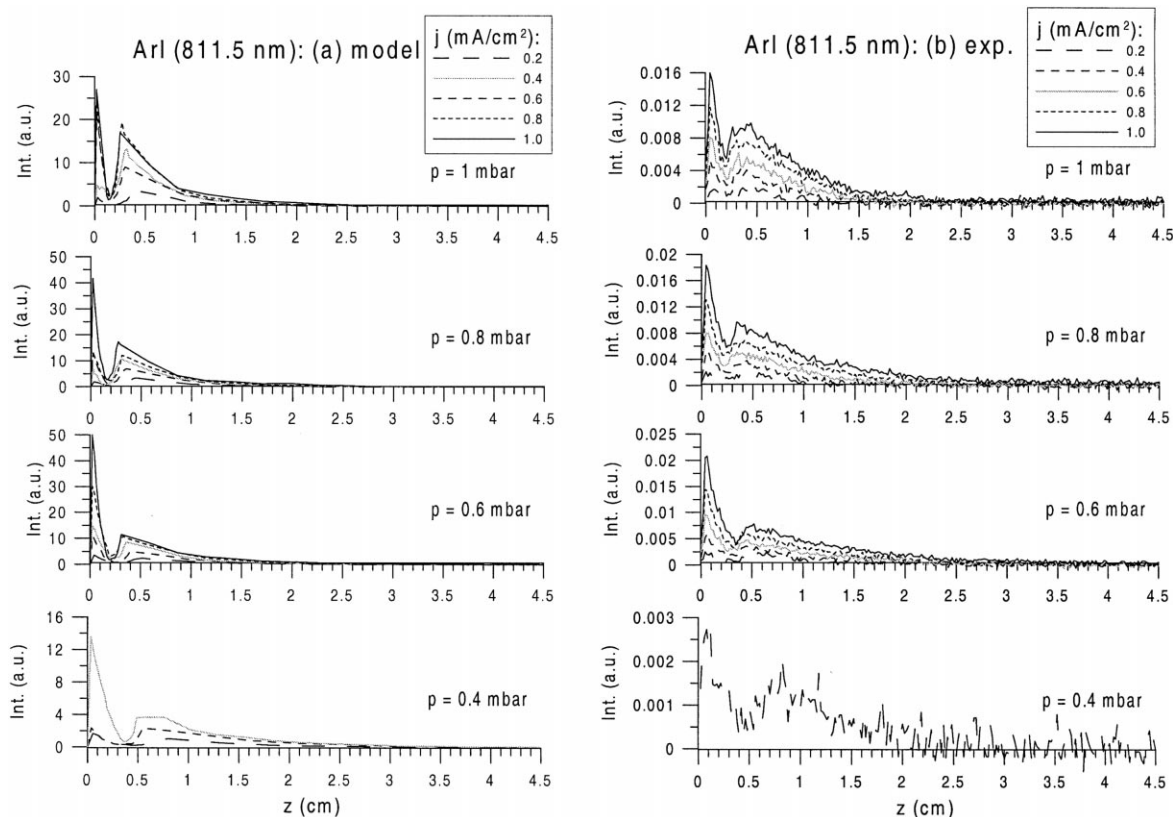 ArI (811.5 nm): (a) model
j (mA/cm²):
0.2
0.4
0.6
0.8
1.0
Int. (a.u.)
30
20
10
0
p = 1 mbar
0 0.5 1 1.5 2 2.5 3 3.5 4 4.5
Int. (a.u.)
50
40
30
20
10
0
p = 0.8 mbar
0 0.5 1 1.5 2 2.5 3 3.5 4 4.5
Int. (a.u.)
50
40
30
20
10
0
p = 0.6 mbar
0 0.5 1 1.5 2 2.5 3 3.5 4 4.5
Int. (a.u.)
16
12
8
4
0
p = 0.4 mbar
0 0.5 1 1.5 2 2.5 3 3.5 4 4.5
z (cm)
ArI (811.5 nm): (b) exp.
j (mA/cm²):
0.2
0.4
0.6
0.8
1.0
Int. (a.u.)
0.016
0.012
0.008
0.004
0
p = 1 mbar
0 0.5 1 1.5 2 2.5 3 3.5 4 4.5
Int. (a.u.)
0.02
0.016
0.012
0.008
0.004
0
p = 0.8 mbar
0 0.5 1 1.5 2 2.5 3 3.5 4 4.5
Int. (a.u.)
0.025
0.02
0.015
0.01
0.005
0
p = 0.6 mbar
0 0.5 1 1.5 2 2.5 3 3.5 4 4.5
Int. (a.u.)
0.003
0.002
0.001
0
p = 0.4 mbar
0 0.5 1 1.5 2 2.5 3 3.5 4 4.5
z (cm)